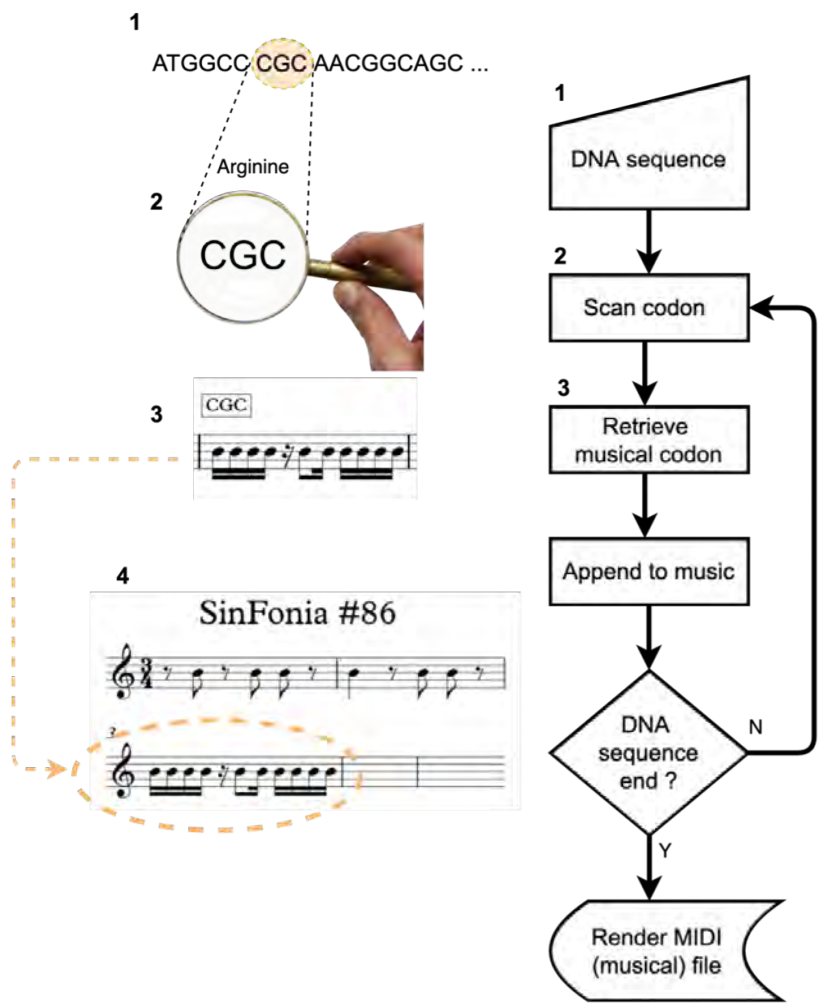 1
ATGGCC CGC AACGGCAGC ...
Arginine
2
CGC
3
CGC
4
SinFonia #86
3
4
3
1
DNA sequence
2
Scan codon
3
Retrieve
musical codon
Append to music
DNA
sequence
end ?
N
Y
Render MIDI
(musical) file